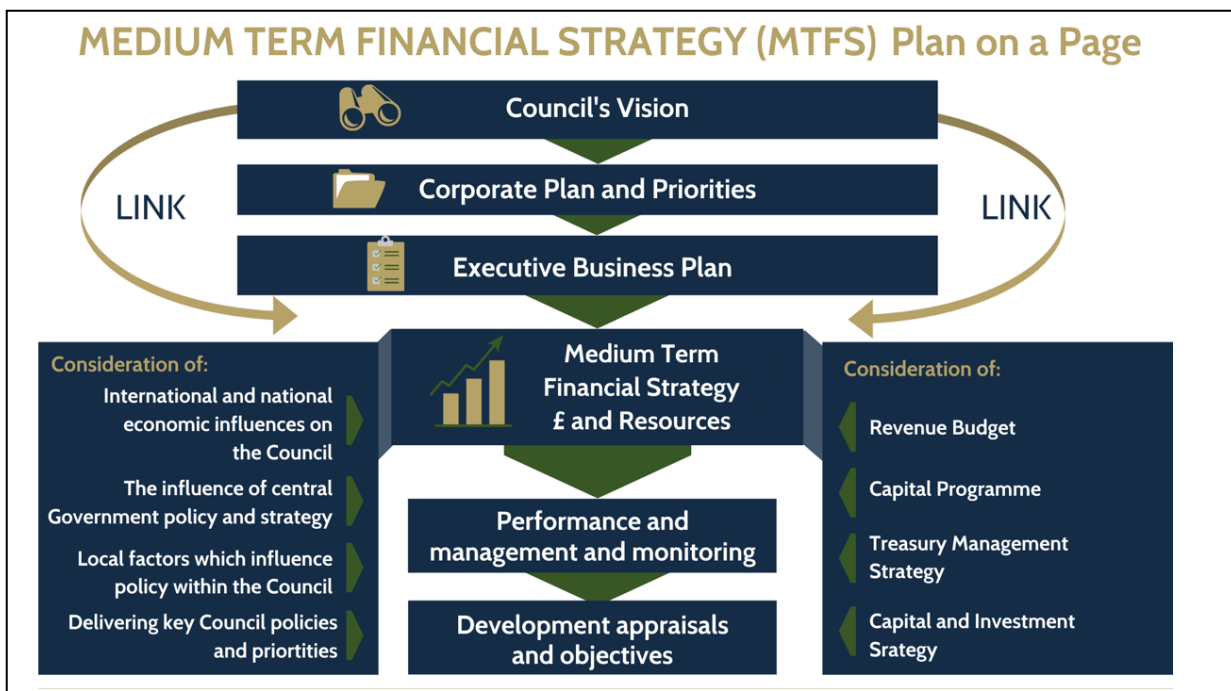 MEDIUM TERM FINANCIAL STRATEGY (MTFS) Plan on a Page
Council's Vision
LINK
Corporate Plan and Priorities
LINK
Executive Business Plan
Consideration of:
International and national
economic influences on
the Council
The influence of central
Government policy and strategy
Local factors which influence
policy within the Council
Delivering key Council policies
and priortities
Medium Term
Financial Strategy
£ and Resources
Performance and
management and monitoring
Development appraisals
and objectives
Consideration of:
Revenue Budget
Capital Programme
Treasury Management
Strategy
Capital and Investment
Srategy